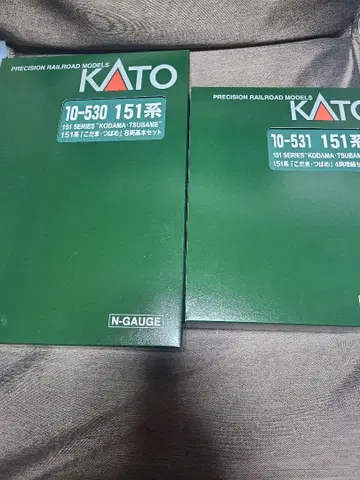 PRECISION RAILROAD MODELS
KATO
10-530 151系
151 SERIES "KODAMA・TSUBAME"
151系「こだま・つばめ」8両基本セット
N-GAUGE
PRECISION RAILROAD MODELS
KATO
10-531 151系
151 SERIES "KODAMA・TSUBAME"
151系「こだま・つばめ」4両増結セ